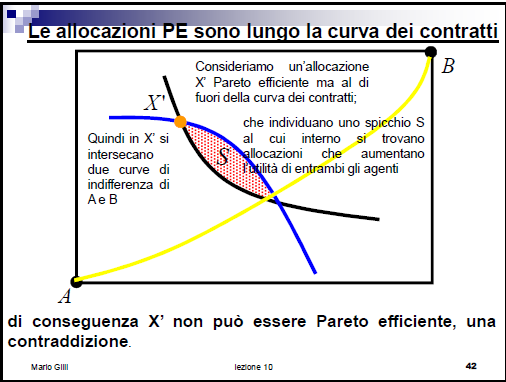 Le allocazioni PE sono lungo la curva dei contratti
B
Consideriamo un'allocazione
X' Pareto efficiente ma al di
fuori della curva dei contratti;
X'
che individuano uno spicchio S
al cui interno si trovano
allocazioni che aumentano
l'utilità di entrambi gli agenti
Quindi in X' si
intersecano
due curve di
indifferenza di
A e B
S
A
di conseguenza X' non può essere Pareto efficiente, una
contraddizione.
Mario Gilli
lezione 10
42